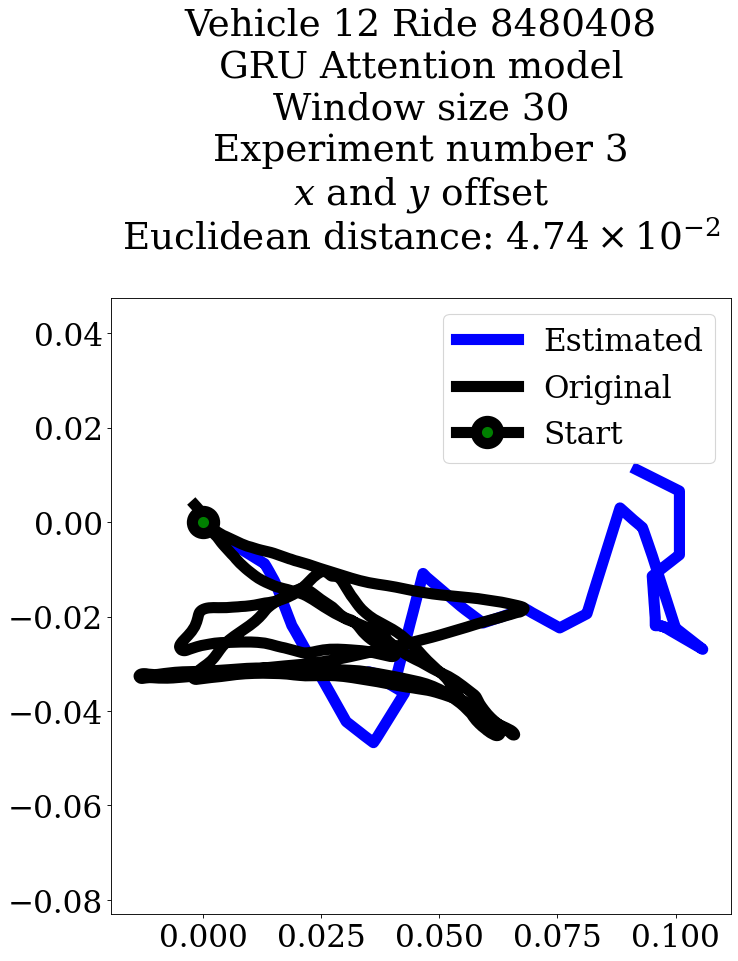 Vehicle 12 Ride 8480408
GRU Attention model
Window size 30
Experiment number 3
x and y offset
Euclidean distance: 4.74 × 10⁻²
Estimated
Original
Start
0.04
0.02
0.00
−0.02
−0.04
−0.06
−0.08
0.000 0.025 0.050 0.075 0.100